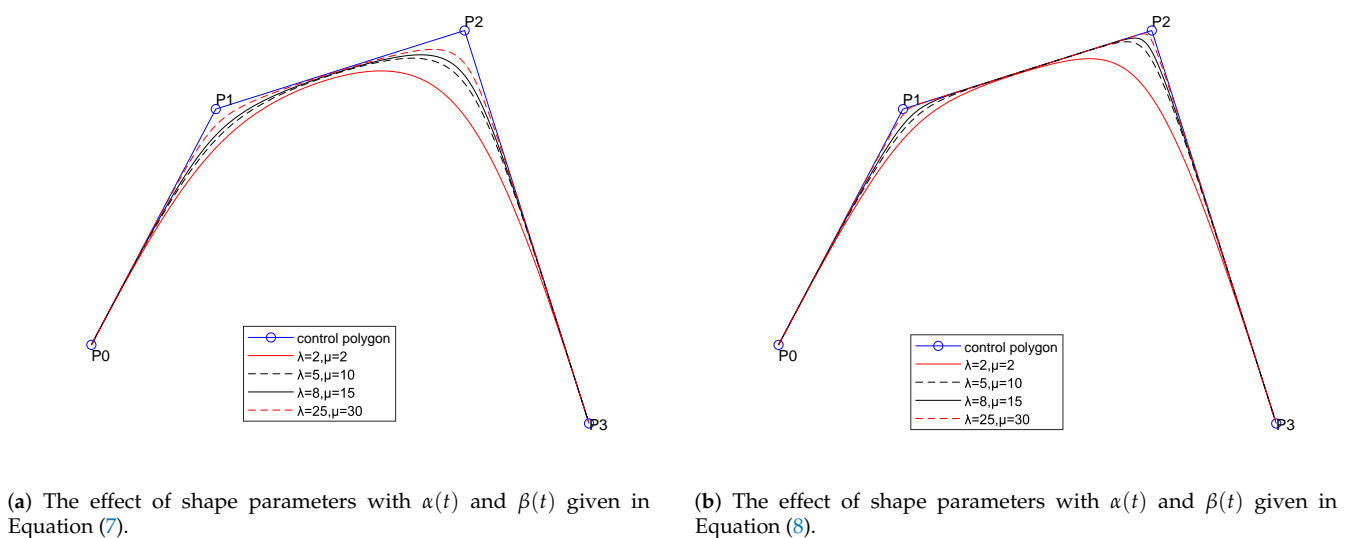 P2
P1
P0
P3
control polygon
λ=2,μ=2
λ=5,μ=10
λ=8,μ=15
λ=25,μ=30
P2
P1
P0
P3
control polygon
λ=2,μ=2
λ=5,μ=10
λ=8,μ=15
λ=25,μ=30
(a) The effect of shape parameters with α(t) and β(t) given in
Equation (7).
(b) The effect of shape parameters with α(t) and β(t) given in
Equation (8).